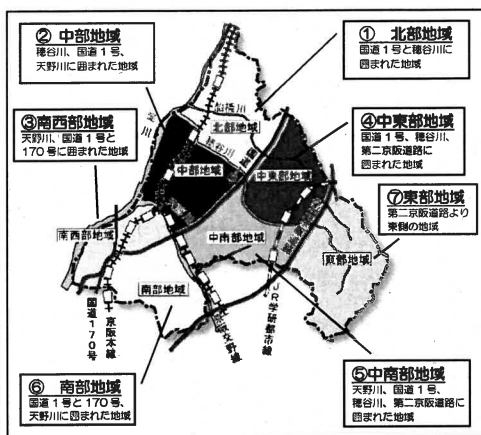 ② 中部地域
穂谷川、国道1号、
天野川に囲まれた地域
① 北部地域
国道1号と穂谷川に
囲まれた地域
③南西部地域
天野川、国道1号と
170号に囲まれた地域
④中東部地域
国道1号、穂谷川、
第二京阪道路に
囲まれた地域
⑦東部地域
第二京阪道路より
東側の地域
淀川
船橋川
北部地域
穂谷川
中部地域
中東部地域
南西部地域
中南部地域
東部地域
南部地域
国道170号
京阪本線
京阪交野線
JR学研都市線
⑥ 南部地域
国道1号と170号、
天野川に囲まれた地域
⑤中南部地域
天野川、国道1号、
穂谷川、第二京阪道路に
囲まれた地域